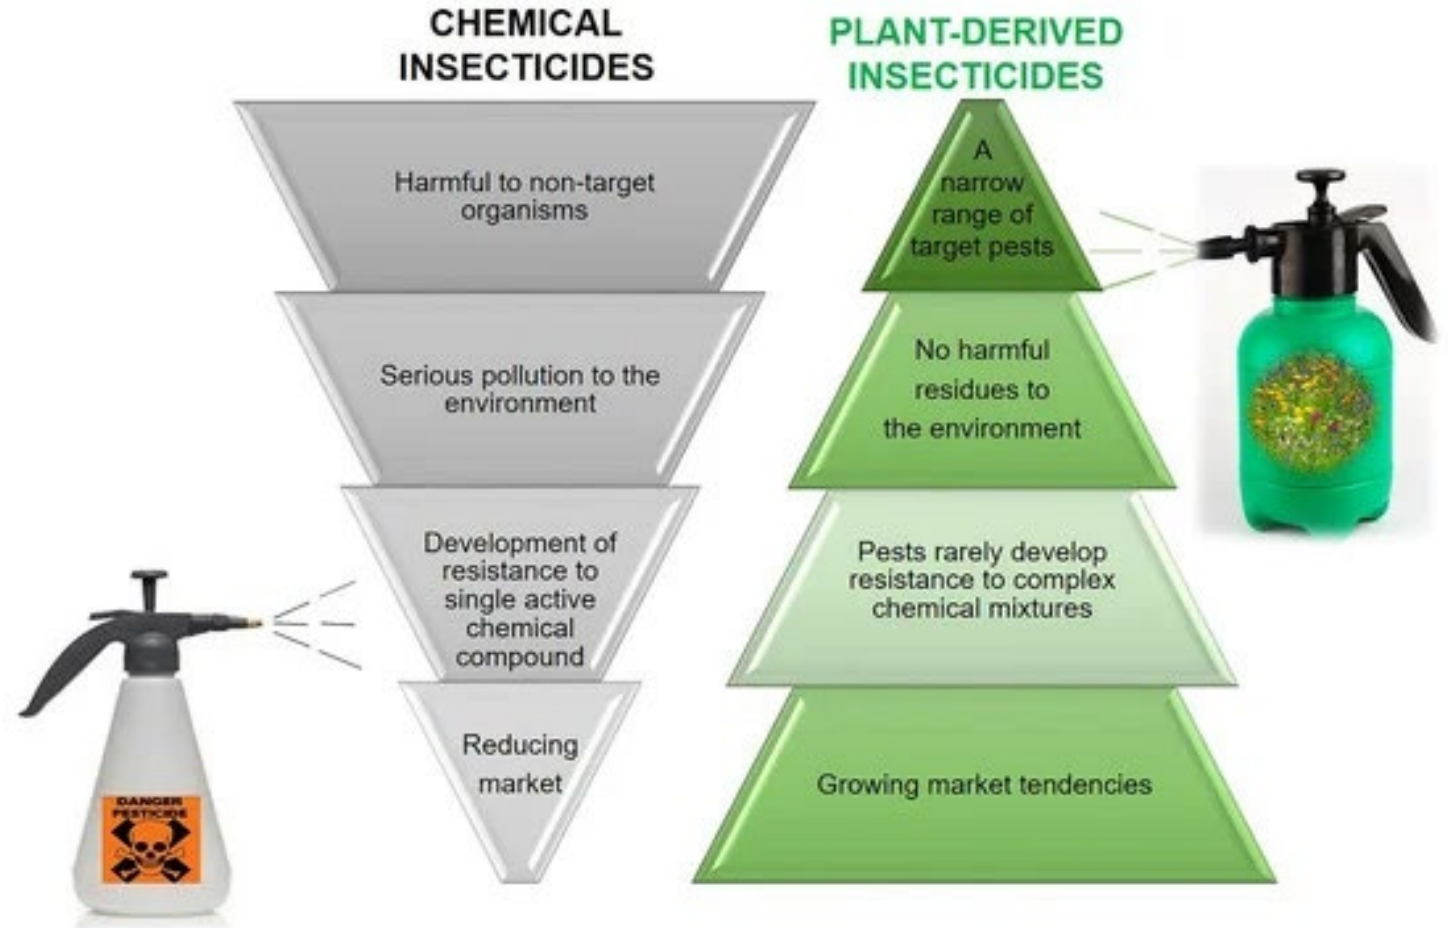 CHEMICAL
INSECTICIDES
Harmful to non-target
organisms
Serious pollution to the
environment
Development of
resistance to
single active
chemical
compound
Reducing
market
DANGER
PESTICIDE
PLANT-DERIVED
INSECTICIDES
A
narrow
range of
target pests
No harmful
residues to
the environment
Pests rarely develop
resistance to complex
chemical mixtures
Growing market tendencies